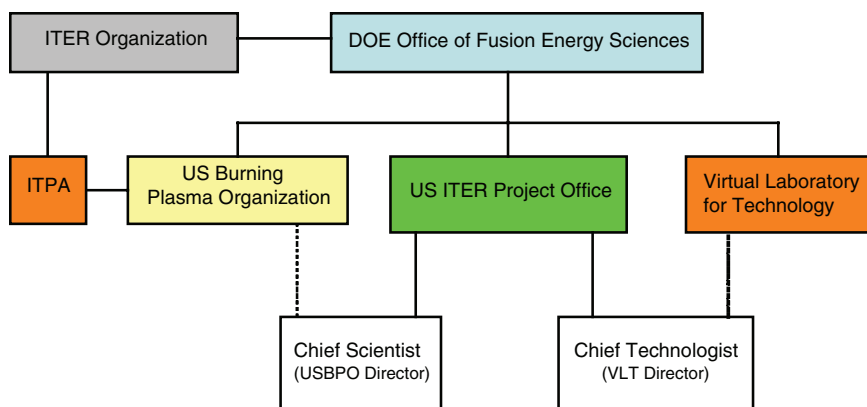 ITER Organization
DOE Office of Fusion Energy Sciences
ITPA
US Burning
Plasma Organization
US ITER Project Office
Virtual Laboratory
for Technology
Chief Scientist
(USBPO Director)
Chief Technologist
(VLT Director)